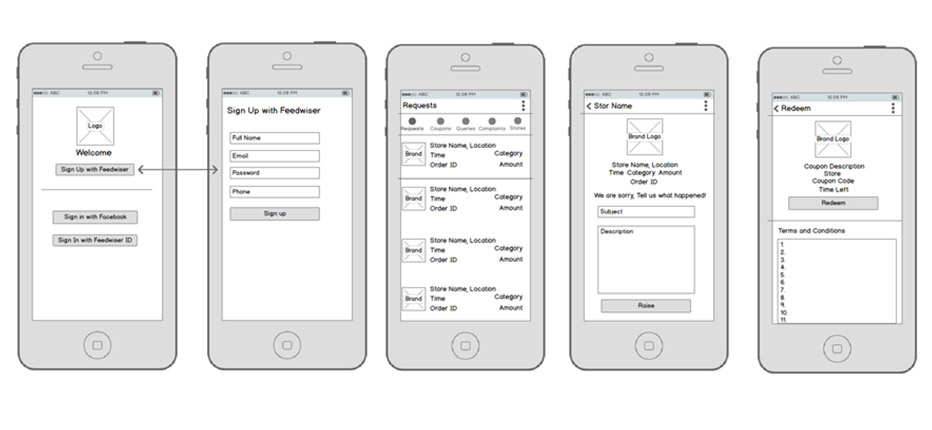 ●●●○○ ABC 12:08 PM
Logo
Welcome
Sign Up with Feedwiser
Sign in with Facebook
Sign In with Feedwiser ID
●●●○○ ABC 12:08 PM
Sign Up with Feedwiser
Full Name
Email
Password
Phone
Sign up
●●●○○ ABC 12:08 PM
Requests
Requests Coupons Queries Complaints Stores
Brand Store Name, Location
Time Category
Order ID
Brand Store Name, Location
Time Category
Order ID Amount
Brand Store Name, Location
Time Category
Order ID Amount
Brand Store Name, Location
Time Category
Order ID Amount
●●●○○ ABC 12:08 PM
Stor Name
Brand Logo
Store Name, Location
Time Category Amount
Order ID
We are sorry, Tell us what happened!
Subject
Description
Raise
●●●○○ ABC 12:08 PM
Redeem
Brand Logo
Coupon Description
Store
Coupon Code
Time Left
Redeem
Terms and Conditions
1.
2.
3.
4.
5.
6.
7.
8.
9.
10.
11.